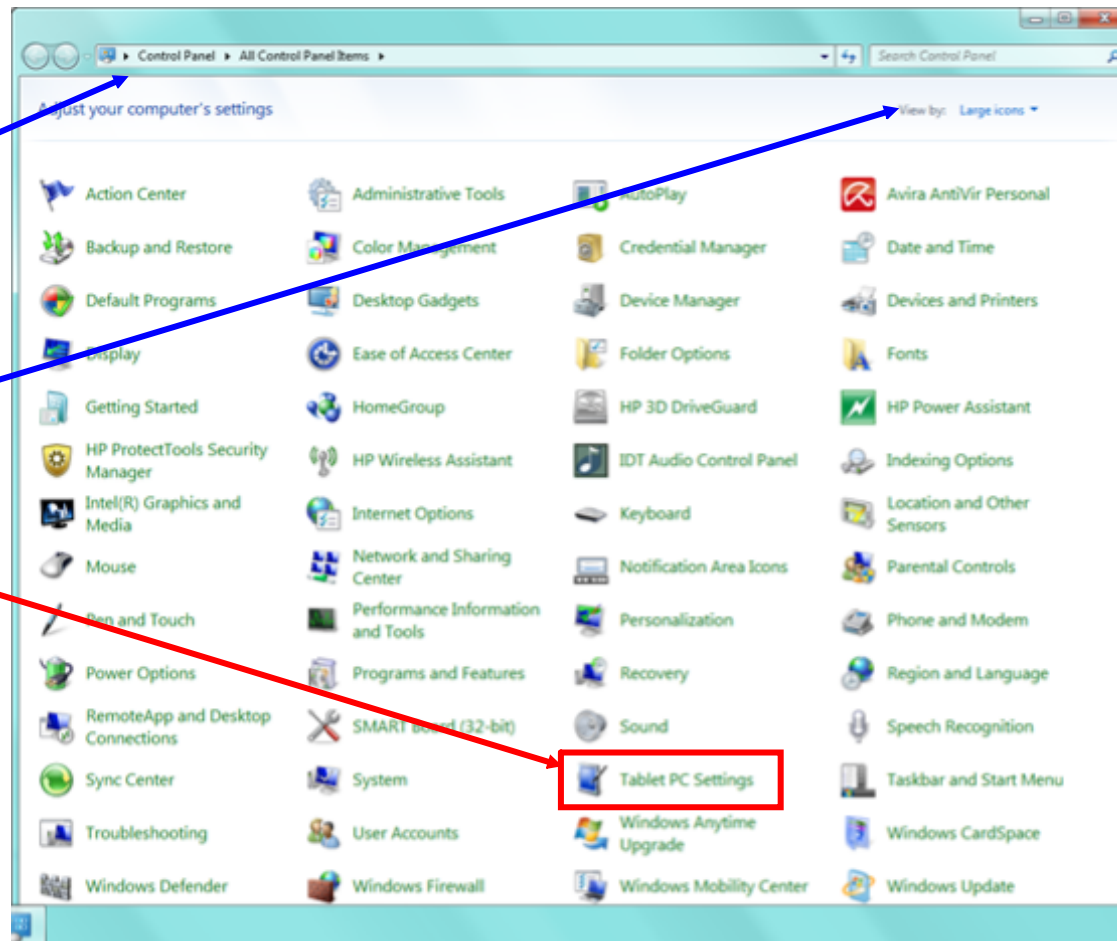 Control Panel ▸ All Control Panel Items ▸
Search Control Panel
Adjust your computer's settings
View by: Large icons
Action Center
Administrative Tools
AutoPlay
Avira AntiVir Personal
Backup and Restore
Color Management
Credential Manager
Date and Time
Default Programs
Desktop Gadgets
Device Manager
Devices and Printers
Display
Ease of Access Center
Folder Options
Fonts
Getting Started
HomeGroup
HP 3D DriveGuard
HP Power Assistant
HP ProtectTools Security
Manager
HP Wireless Assistant
IDT Audio Control Panel
Indexing Options
Intel(R) Graphics and
Media
Internet Options
Keyboard
Location and Other
Sensors
Mouse
Network and Sharing
Center
Notification Area Icons
Parental Controls
Pen and Touch
Performance Information
and Tools
Personalization
Phone and Modem
Power Options
Programs and Features
Recovery
Region and Language
RemoteApp and Desktop
Connections
SMART Board (32-bit)
Sound
Speech Recognition
Sync Center
System
Tablet PC Settings
Taskbar and Start Menu
Troubleshooting
User Accounts
Windows Anytime
Upgrade
Windows CardSpace
Windows Defender
Windows Firewall
Windows Mobility Center
Windows Update